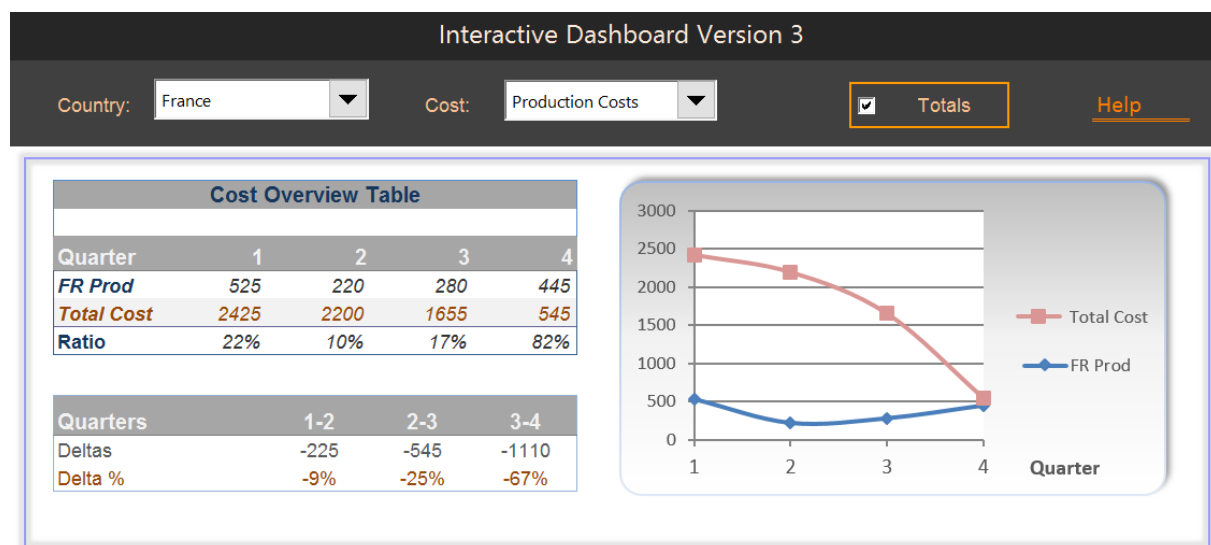 Interactive Dashboard Version 3
Country: France Cost: Production Costs Totals Help
Cost Overview Table
Quarter 1 2 3 4
FR Prod 525 220 280 445
Total Cost 2425 2200 1655 545
Ratio 22% 10% 17% 82%
Quarters 1-2 2-3 3-4
Deltas -225 -545 -1110
Delta % -9% -25% -67%
3000
2500
2000
1500
1000
500
0
1 2 3 4 Quarter
Total Cost
FR Prod